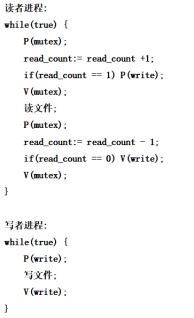 读者进程:
while(true) {
P(mutex);
read_count:= read_count +1;
if(read_count == 1) P(write);
V(mutex);
读文件;
P(mutex);
read_count:= read_count - 1;
if(read_count == 0) V(write);
V(mutex);
}
写者进程:
while(true) {
P(write);
写文件;
V(write);
}